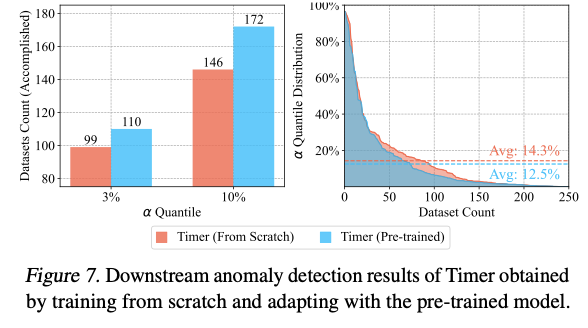 180
160
140
120
100
80
Datasets Count (Accomplished)
99
110
146
172
3%
10%
α Quantile
100%
80%
60%
40%
20%
α Quantile Distribution
Avg: 14.3%
Avg: 12.5%
0
50
100
150
200
250
Dataset Count
Timer (From Scratch)
Timer (Pre-trained)
Figure 7. Downstream anomaly detection results of Timer obtained
by training from scratch and adapting with the pre-trained model.